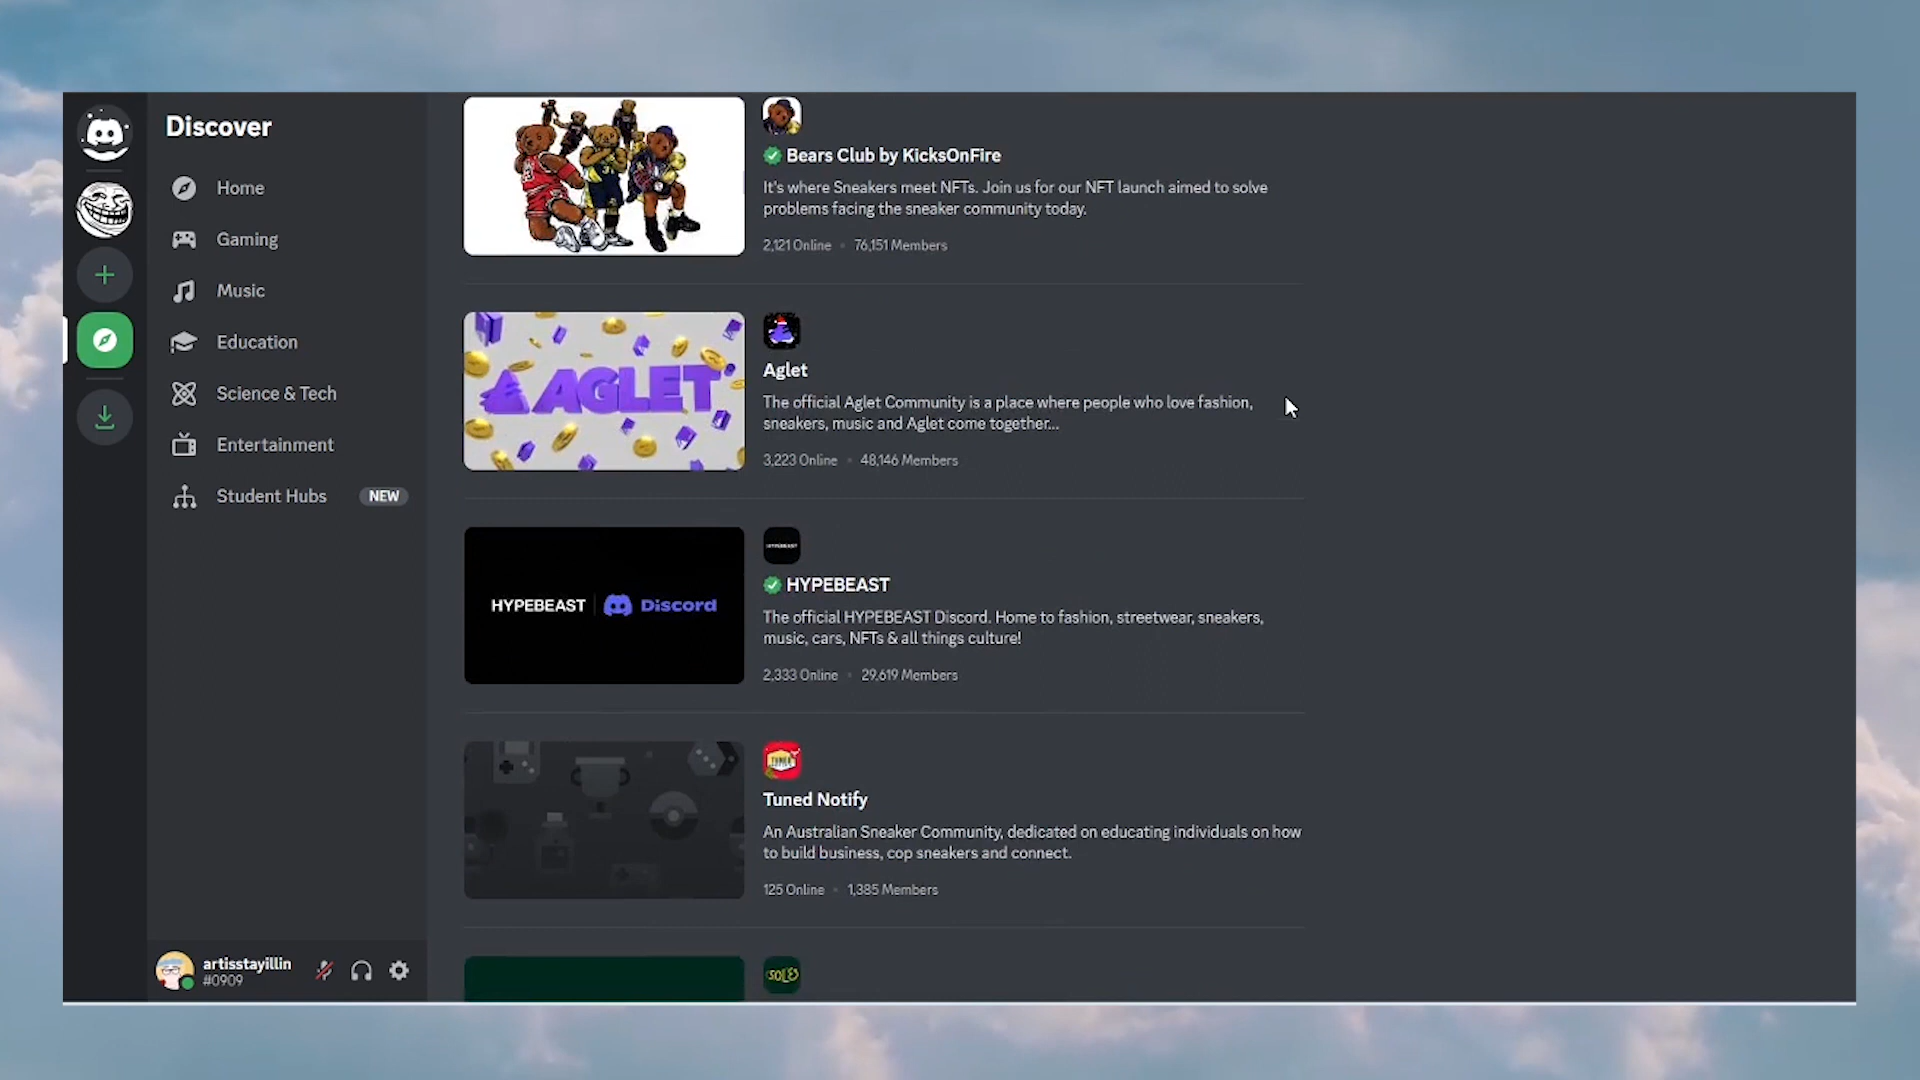 Discover
Home
Gaming
Music
Education
Science & Tech
Entertainment
Student Hubs NEW
artisstayillin
#0909
Bears Club by KicksOnFire
It's where Sneakers meet NFTs. Join us for our NFT launch aimed to solve
problems facing the sneaker community today.
2,121 Online • 76,151 Members
AGLET
Aglet
The official Aglet Community is a place where people who love fashion,
sneakers, music and Aglet come together...
3,223 Online • 48,146 Members
HYPEBEAST | Discord
HYPEBEAST
HYPEBEAST
The official HYPEBEAST Discord. Home to fashion, streetwear, sneakers,
music, cars, NFTs & all things culture!
2,333 Online • 29,619 Members
TUNED
Tuned Notify
An Australian Sneaker Community, dedicated on educating individuals on how
to build business, cop sneakers and connect.
125 Online • 1,385 Members